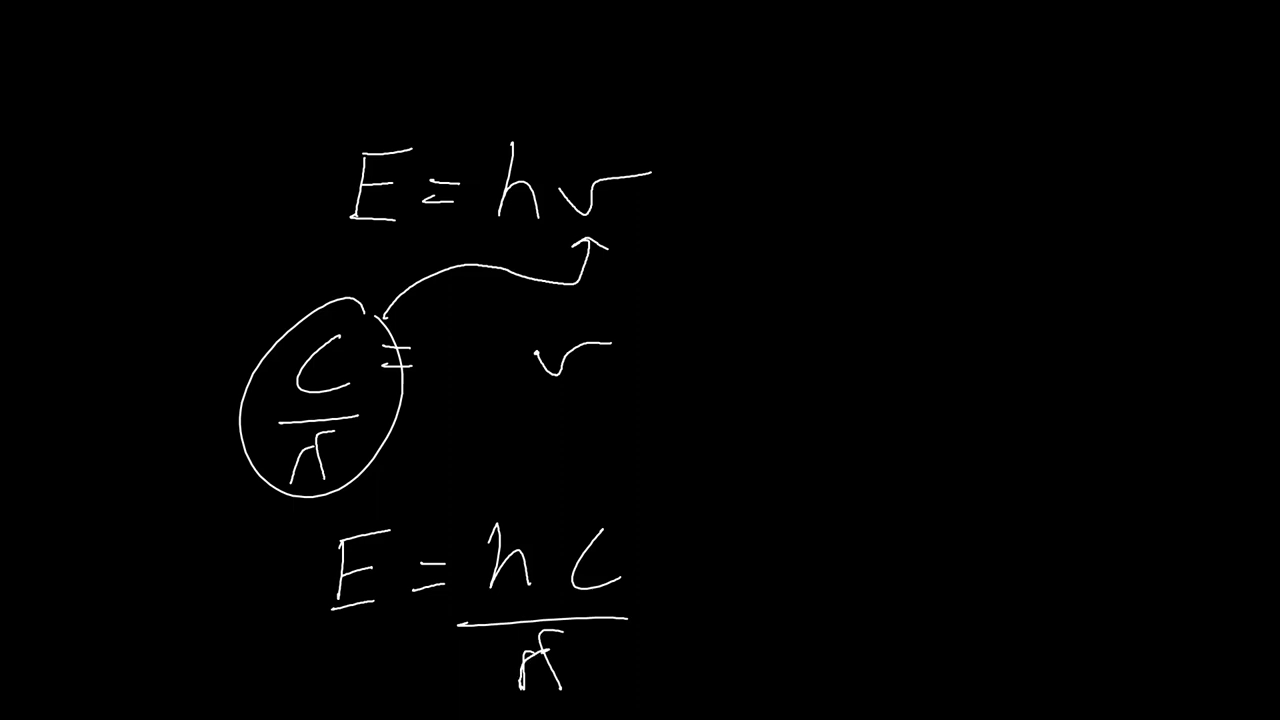 E = hν
C/λ = ν
E = hC/λ